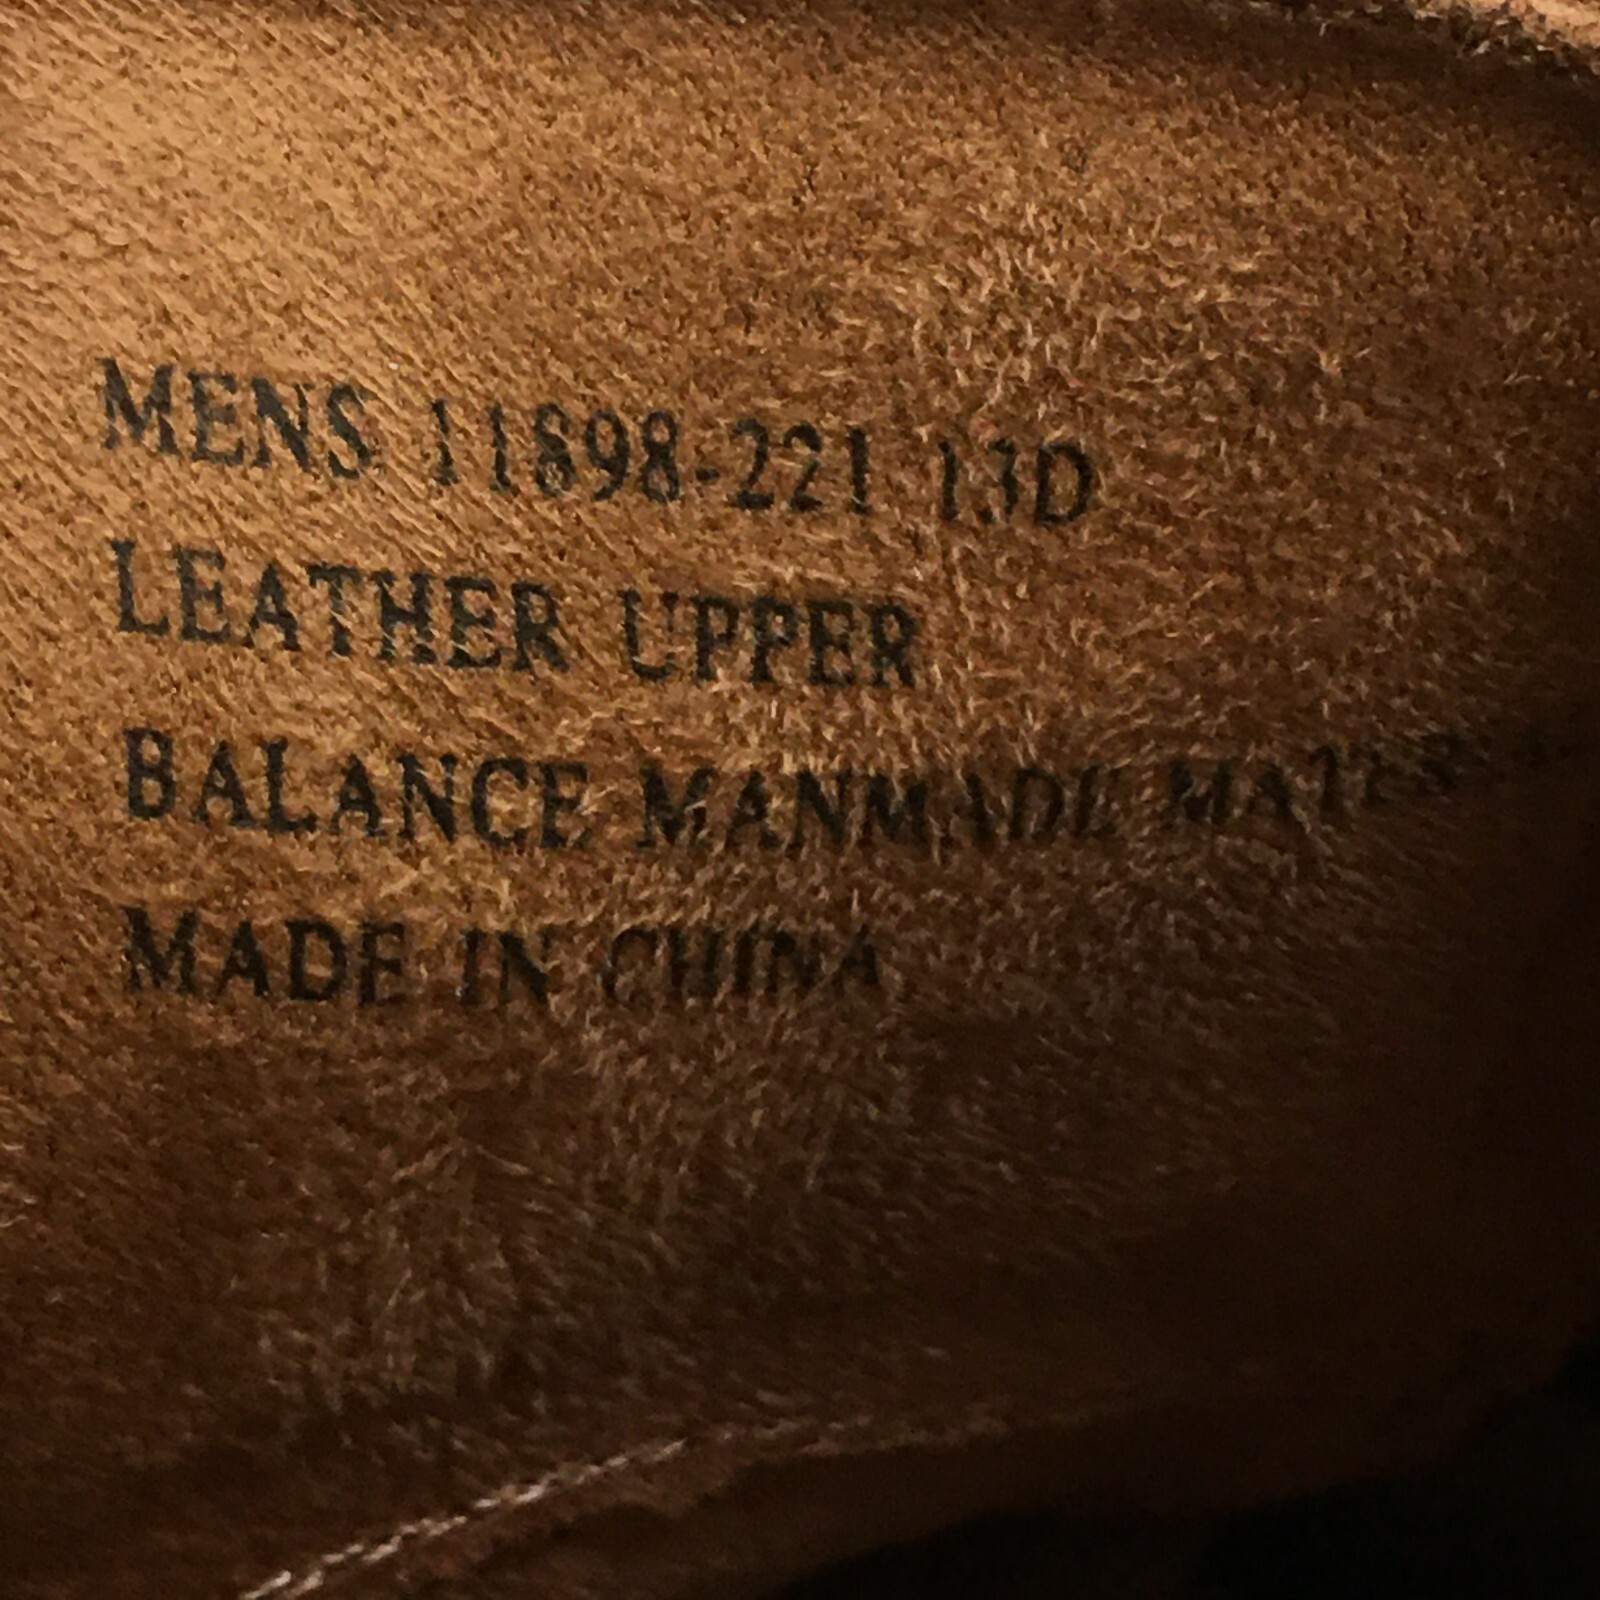 MENS 11898-221 13D
LEATHER UPPER
BALANCE MANMADE
MADE IN CHINA